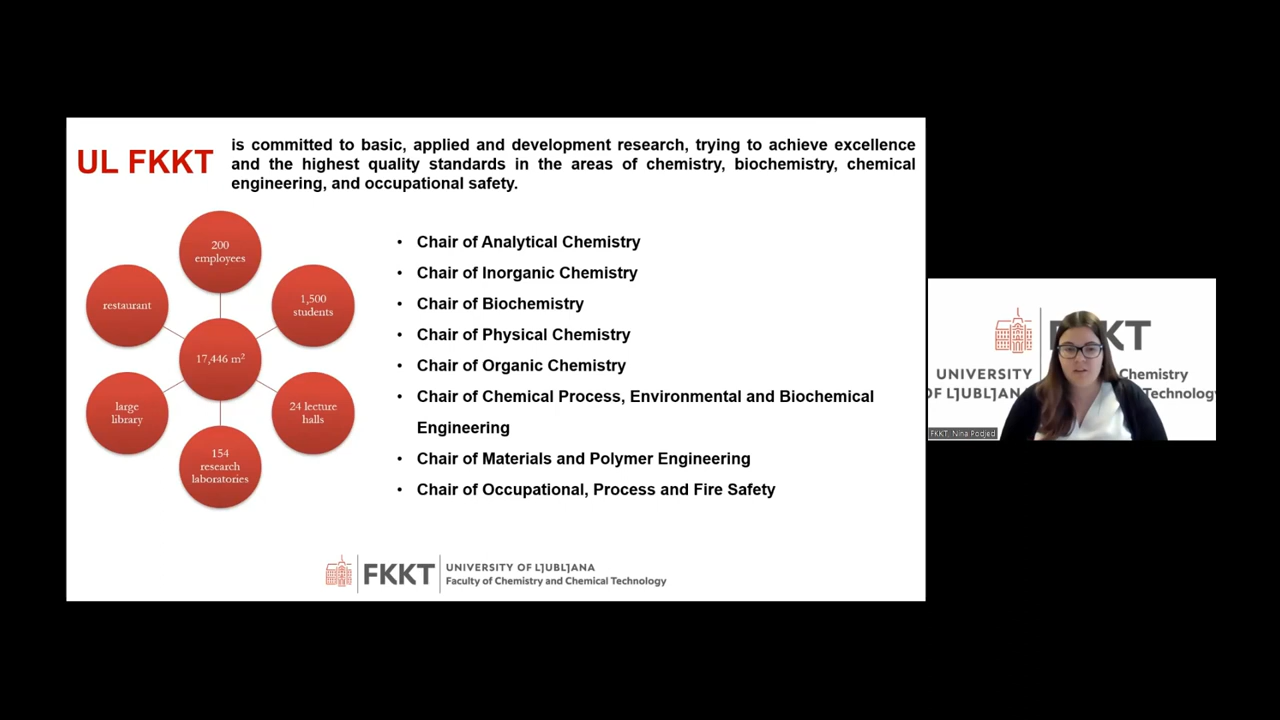 UL FKKT
is committed to basic, applied and development research, trying to achieve excellence
and the highest quality standards in the areas of chemistry, biochemistry, chemical
engineering, and occupational safety.
200
employees
restaurant
1,500
students
17,446 m²
large
library
24 lecture
halls
154
research
laboratories
• Chair of Analytical Chemistry
• Chair of Inorganic Chemistry
• Chair of Biochemistry
• Chair of Physical Chemistry
• Chair of Organic Chemistry
• Chair of Chemical Process, Environmental and Biochemical
Engineering
• Chair of Materials and Polymer Engineering
• Chair of Occupational, Process and Fire Safety
FKKT
UNIVERSITY OF LJUBLJANA
Faculty of Chemistry and Chemical Technology
FKKT
UNIVERSITY
OF LJUBLJAN
Chemistry
Technology
FKKT, Nina Podjed